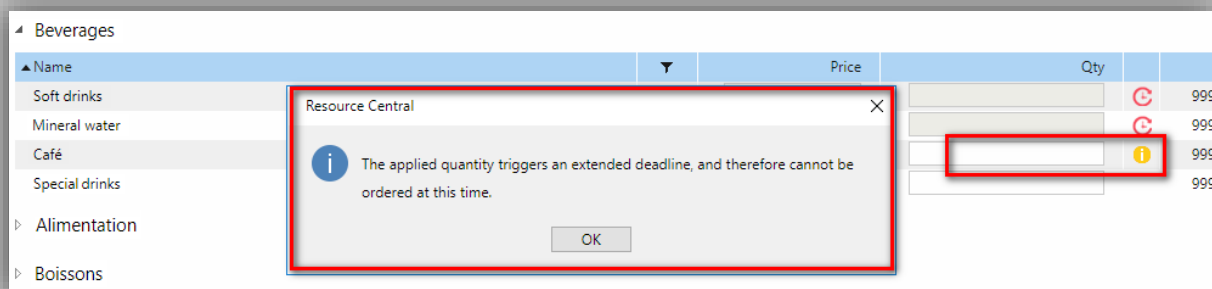 Beverages
Name Price Qty
Soft drinks 999
Resource Central
Mineral water 999
Café 999
The applied quantity triggers an extended deadline, and therefore cannot be
ordered at this time.
Special drinks 999
Alimentation
OK
Boissons